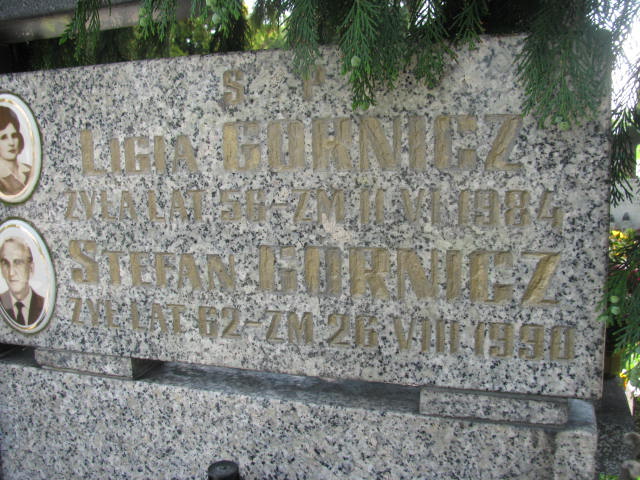 Ś P
LIGIA GÓRNICZ
ŻYŁA LAT 56 - ZM 11 VI 1984
STEFAN GÓRNICZ
ŻYŁ LAT 62 - ZM 26 VIII 1990